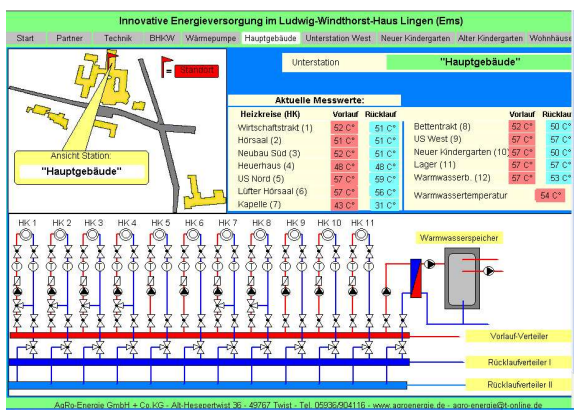 Innovative Energieversorgung im Ludwig-Windthorst-Haus Lingen (Ems)
Start Partner Technik BHKW Wärmepumpe Hauptgebäude Unterstation West Neuer Kindergarten Alter Kindergarten Wohnhäuse
= Standort
Unterstation "Hauptgebäude"
Ansicht Station:
"Hauptgebäude"
Aktuelle Messwerte:
Heizkreise (HK) Vorlauf Rücklauf
Wirtschaftstrakt (1) 52 C° 51 C°
Hörsaal (2) 51 C° 51 C°
Neubau Süd (3) 52 C° 51 C°
Heuerhaus (4) 48 C° 48 C°
US Nord (5) 57 C° 59 C°
Lüfter Hörsaal (6) 57 C° 56 C°
Kapelle (7) 43 C° 31 C°
Vorlauf Rücklau
Bettentrakt (8) 52 C° 50 C°
US West (9) 57 C° 57 C°
Neuer Kindergarten (10) 57 C° 50 C°
Lager (11) 57 C° 57 C°
Warmwasserb. (12) 57 C° 53 C°
Warmwassertemperatur 54 C°
HK 1 HK 2 HK 3 HK 4 HK 5 HK 6 HK 7 HK 8 HK 9 HK 10 HK 11
Warmwasserspeicher
Vorlauf-Verteiler
Rücklaufverteiler I
Rücklaufverteiler II
AgRo-Energie GmbH + Co.KG - Alt-Hesepertwist 36 - 49767 Twist - Tel. 05936/904116 - www.agroenergie.de - agro-energie@t-online.de